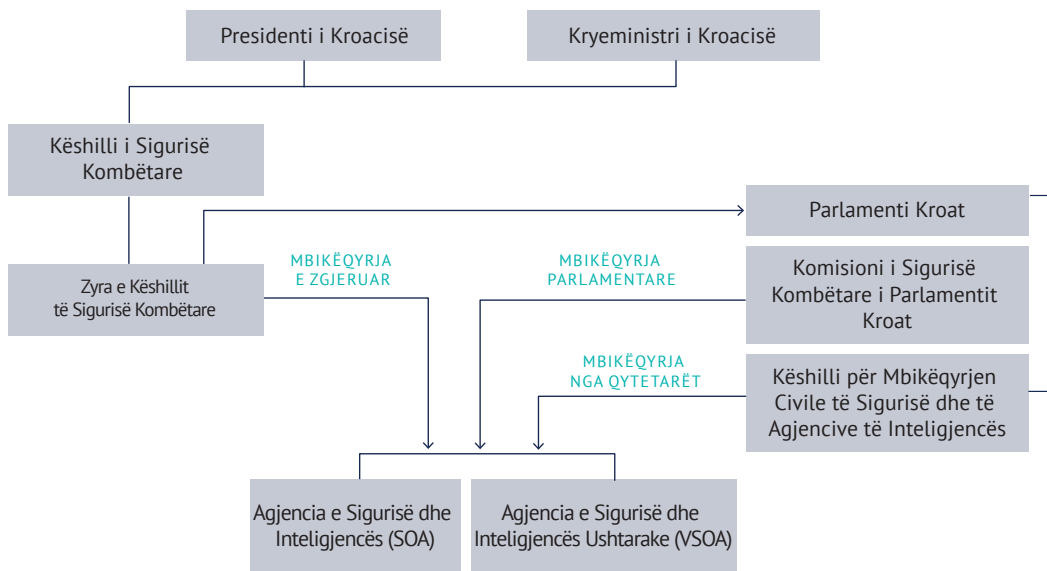 Presidenti i Kroacisë
Kryeministri i Kroacisë
Këshilli i Sigurisë
Kombëtare
Parlamenti Kroat
Zyra e Këshillit
të Sigurisë Kombëtare
MBIKËQYRJA
E ZGJERUAR
MBIKËQYRJA
PARLAMENTARE
Komisioni i Sigurisë
Kombëtare i Parlamentit
Kroat
MBIKËQYRJA
NGA QYTETARËT
Këshilli për Mbikëqyrjen
Civile të Sigurisë dhe të
Agjencive të Inteligjencës
Agjencia e Sigurisë dhe
Inteligjencës (SOA)
Agjencia e Sigurisë dhe
Inteligjencës Ushtarake (VSOA)